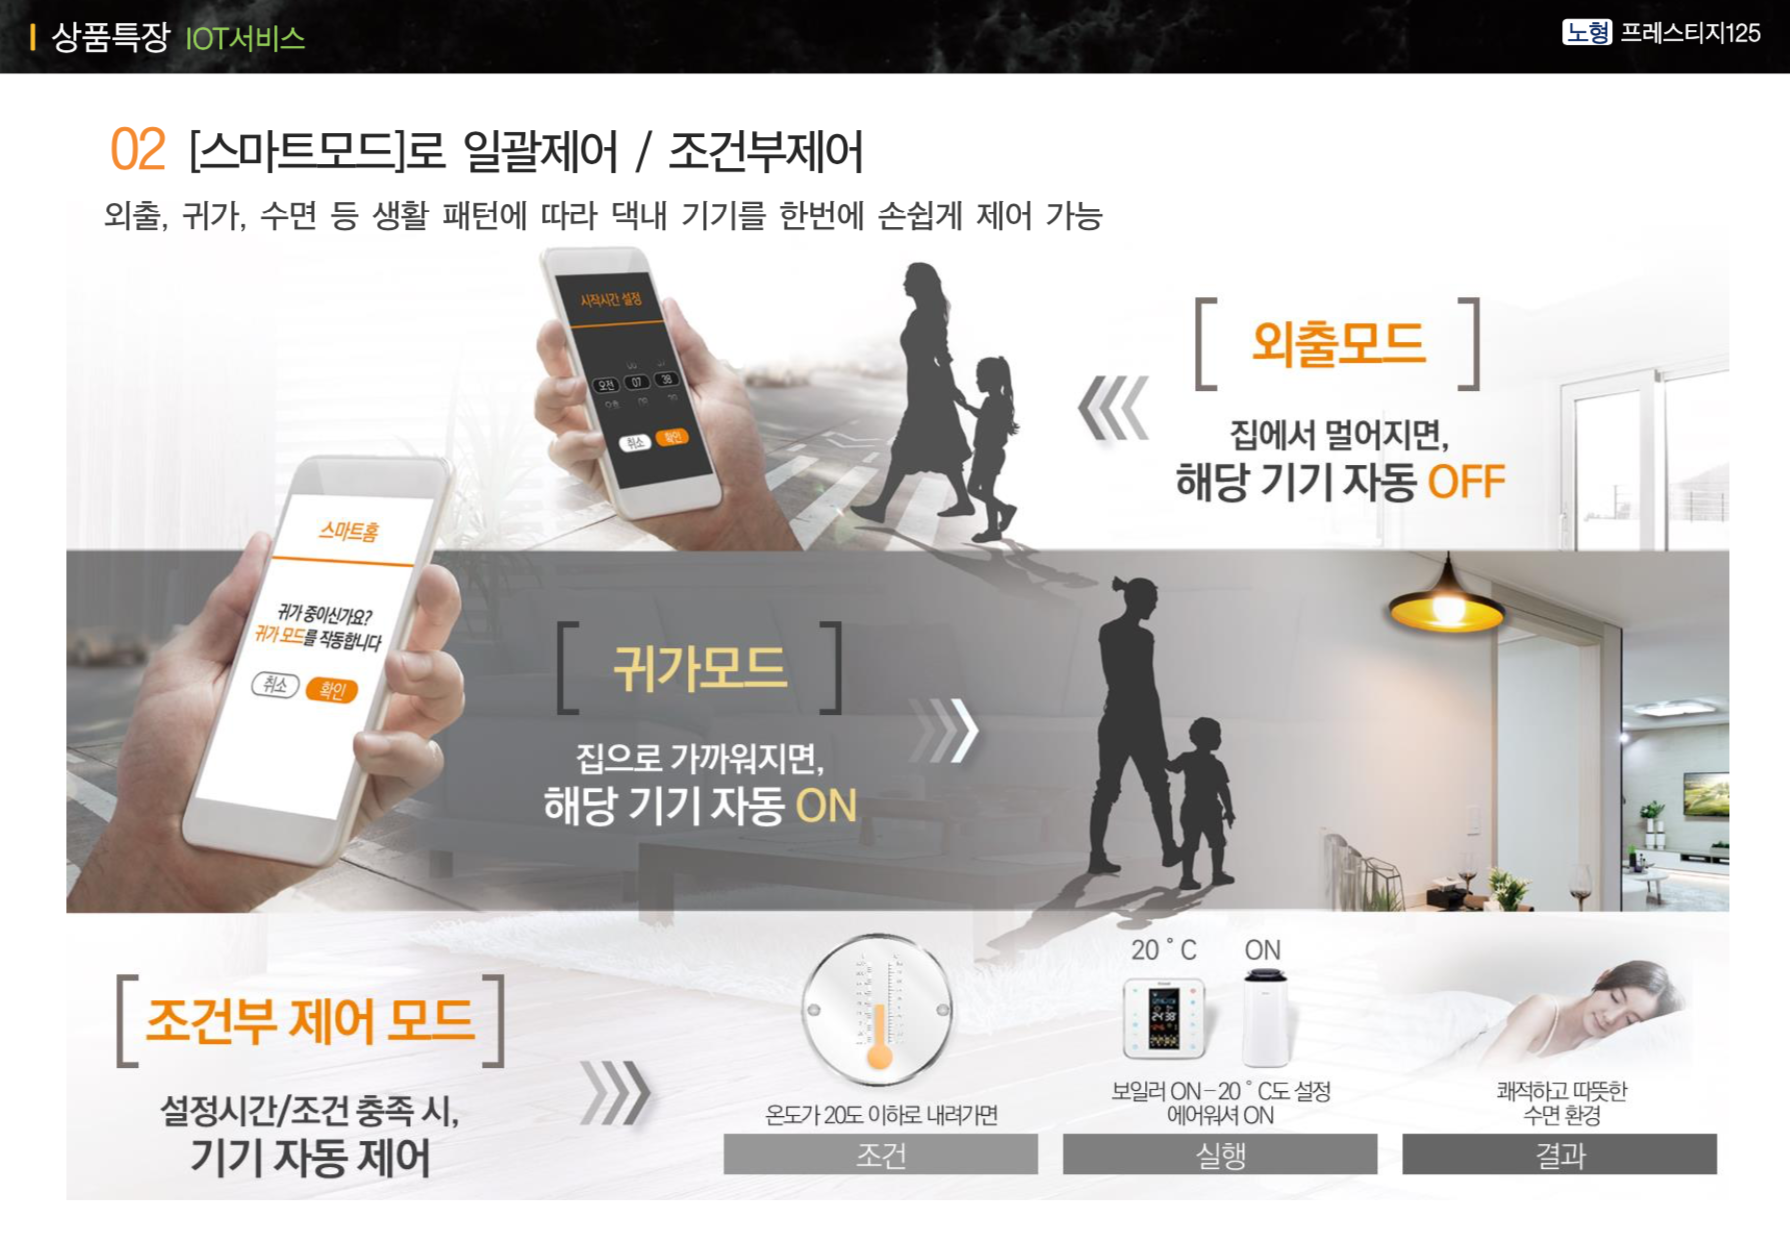 상품특장 IOT서비스
노형 프레스티지125
02 [스마트모드]로 일괄제어 / 조건부제어
외출, 귀가, 수면 등 생활 패턴에 따라 댁내 기기를 한번에 손쉽게 제어 가능
시작시간 설정
오전 07 38
취소 확인
[ 외출모드 ]
집에서 멀어지면,
해당 기기 자동 OFF
스마트홈
귀가 중이신가요?
귀가 모드를 작동합니다
취소 확인
[ 귀가모드 ]
집으로 가까워지면,
해당 기기 자동 ON
[ 조건부 제어 모드 ]
설정시간/조건 충족 시,
기기 자동 제어
온도가 20도 이하로 내려가면
조건
20˚C ON
보일러 ON-20˚C도 설정
에어워셔 ON
실행
쾌적하고 따뜻한
수면 환경
결과